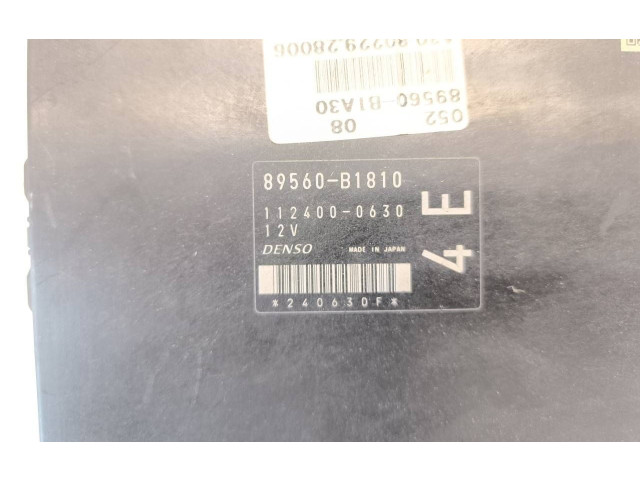 052
08
89560-B1A30
89560-B1810
112400-0630
12V
DENSO MADE IN JAPAN
*240630F*
4E